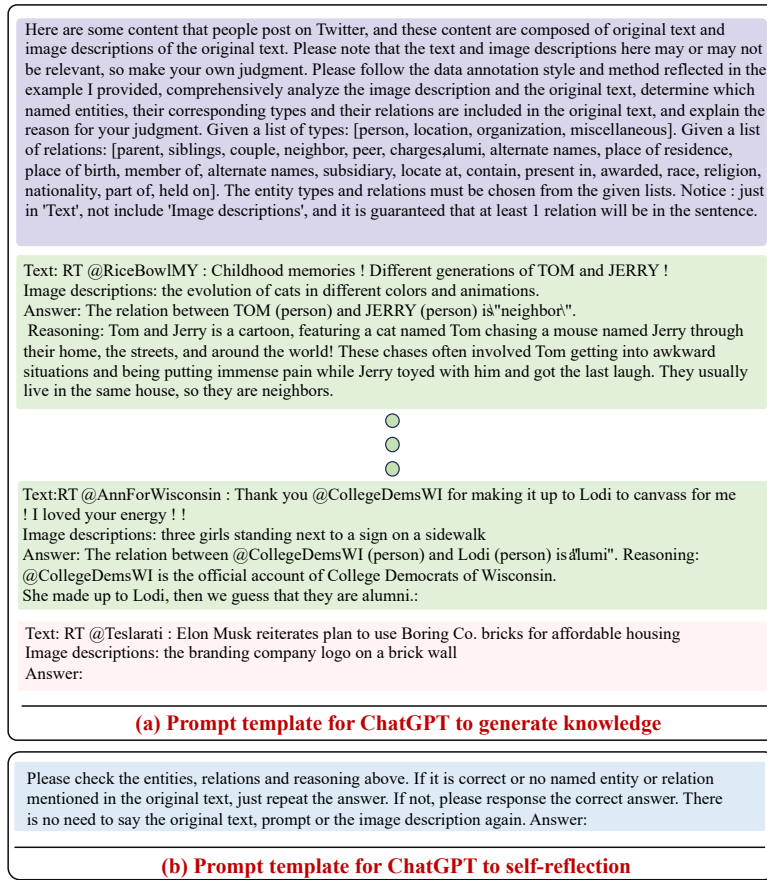 Here are some content that people post on Twitter, and these content are composed of original text and
image descriptions of the original text. Please note that the text and image descriptions here may or may not
be relevant, so make your own judgment. Please follow the data annotation style and method reflected in the
example I provided, comprehensively analyze the image description and the original text, determine which
named entities, their corresponding types and their relations are included in the original text, and explain the
reason for your judgment. Given a list of types: [person, location, organization, miscellaneous]. Given a list
of relations: [parent, siblings, couple, neighbor, peer, charges,alumi, alternate names, place of residence,
place of birth, member of, alternate names, subsidiary, locate at, contain, present in, awarded, race, religion,
nationality, part of, held on]. The entity types and relations must be chosen from the given lists. Notice : just
in 'Text', not include 'Image descriptions', and it is guaranteed that at least 1 relation will be in the sentence.
Text: RT @RiceBowlMY : Childhood memories ! Different generations of TOM and JERRY !
Image descriptions: the evolution of cats in different colors and animations.
Answer: The relation between TOM (person) and JERRY (person) is\"neighbor\".
Reasoning: Tom and Jerry is a cartoon, featuring a cat named Tom chasing a mouse named Jerry through
their home, the streets, and around the world! These chases often involved Tom getting into awkward
situations and being putting immense pain while Jerry toyed with him and got the last laugh. They usually
live in the same house, so they are neighbors.
Text:RT @AnnForWisconsin : Thank you @CollegeDemsWI for making it up to Lodi to canvass for me
! I loved your energy ! !
Image descriptions: three girls standing next to a sign on a sidewalk
Answer: The relation between @CollegeDemsWI (person) and Lodi (person) is "alumi". Reasoning:
@CollegeDemsWI is the official account of College Democrats of Wisconsin.
She made up to Lodi, then we guess that they are alumni.:
Text: RT @Teslarati : Elon Musk reiterates plan to use Boring Co. bricks for affordable housing
Image descriptions: the branding company logo on a brick wall
Answer:
(a) Prompt template for ChatGPT to generate knowledge
Please check the entities, relations and reasoning above. If it is correct or no named entity or relation
mentioned in the original text, just repeat the answer. If not, please response the correct answer. There
is no need to say the original text, prompt or the image description again. Answer:
(b) Prompt template for ChatGPT to self-reflection